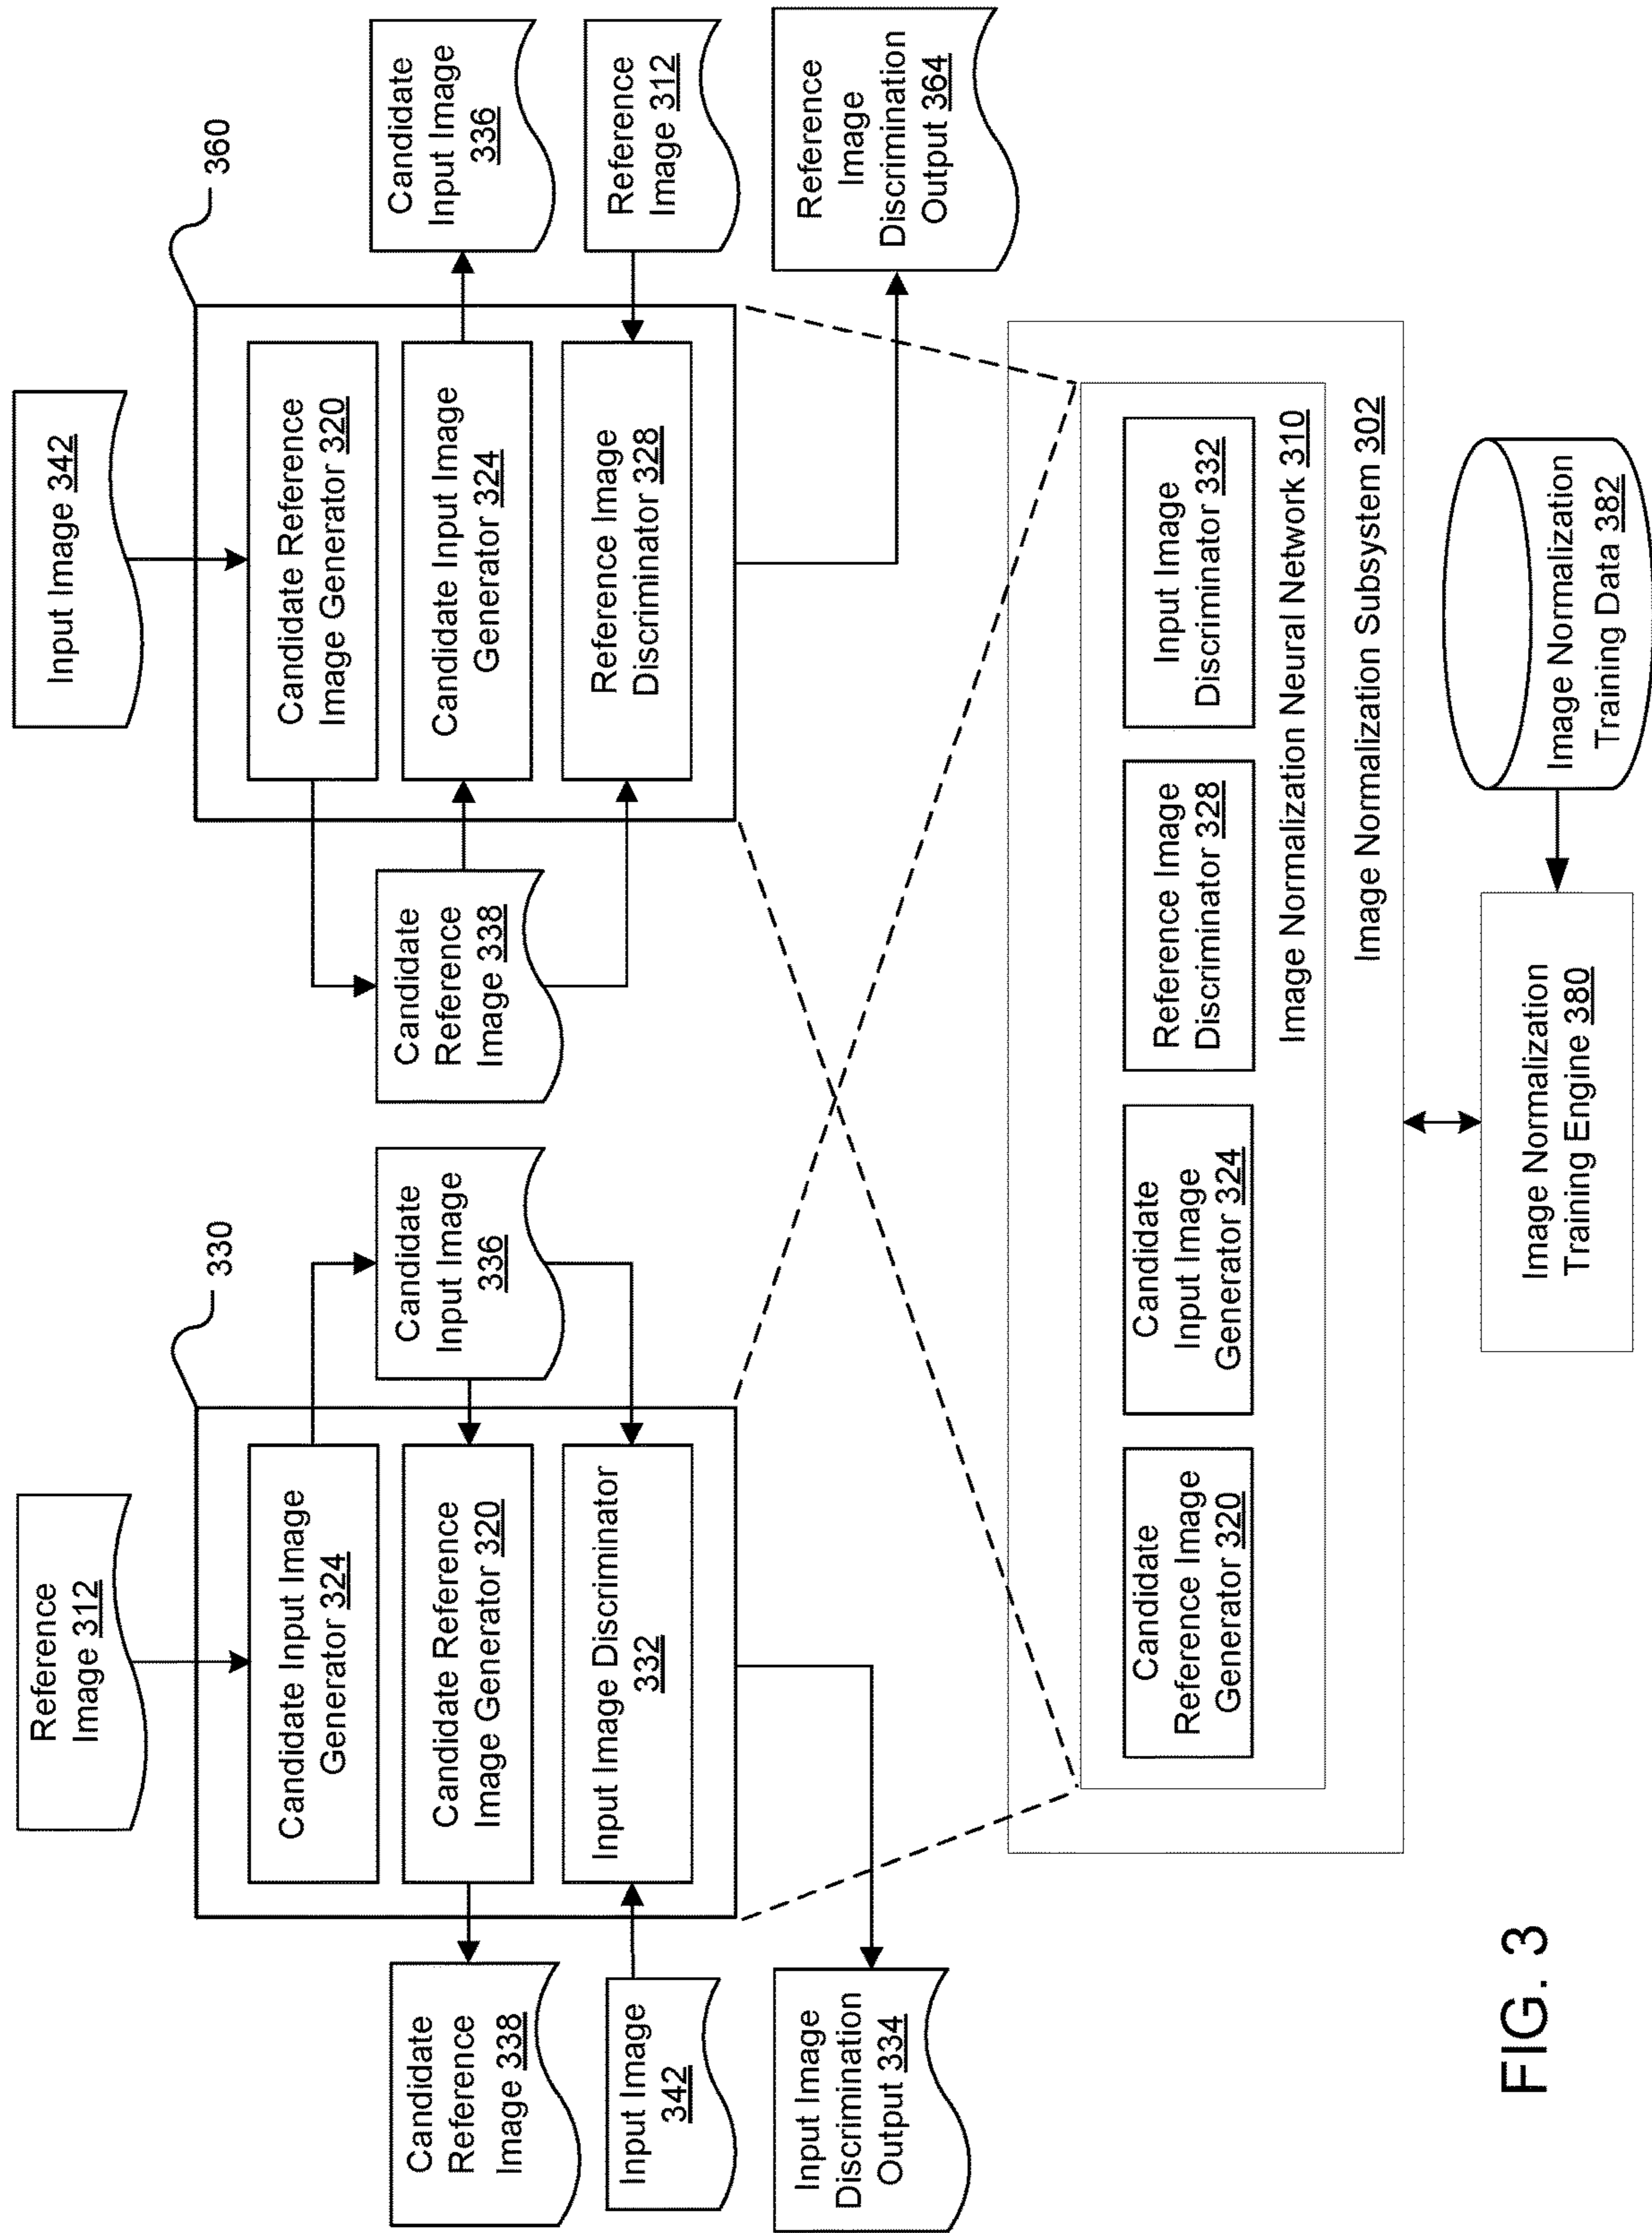 Reference
Image 312
330
Candidate Input Image
Generator 324
Candidate
Input Image
336
Candidate Reference
Image Generator 320
Candidate
Reference
Image 338
Input Image Discriminator
332
Input Image
342
Input Image
Discrimination
Output 334
Input Image 342
360
Candidate Reference
Image Generator 320
Candidate
Reference
Image 338
Candidate Input Image
Generator 324
Candidate
Input Image
336
Reference Image
Discriminator 328
Reference
Image 312
Reference
Image
Discrimination
Output 364
Candidate
Reference Image
Generator 320
Candidate
Input Image
Generator 324
Reference Image
Discriminator 328
Input Image
Discriminator 332
Image Normalization Neural Network 310
Image Normalization Subsystem 302
Image Normalization
Training Engine 380
Image Normalization
Training Data 382
FIG. 3